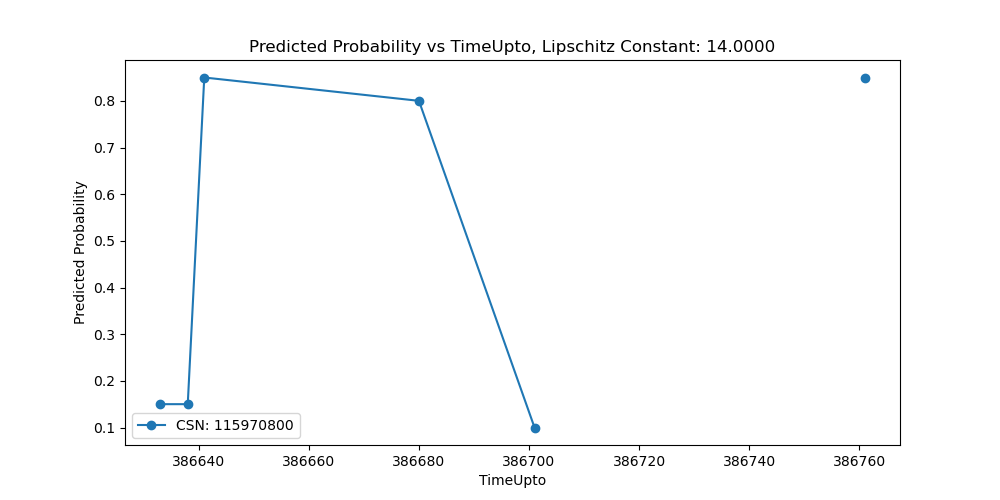 Predicted Probability vs TimeUpto, Lipschitz Constant: 14.0000
Predicted Probability
0.8
0.7
0.6
0.5
0.4
0.3
0.2
0.1
CSN: 115970800
386640 386660 386680 386700 386720 386740 386760
TimeUpto